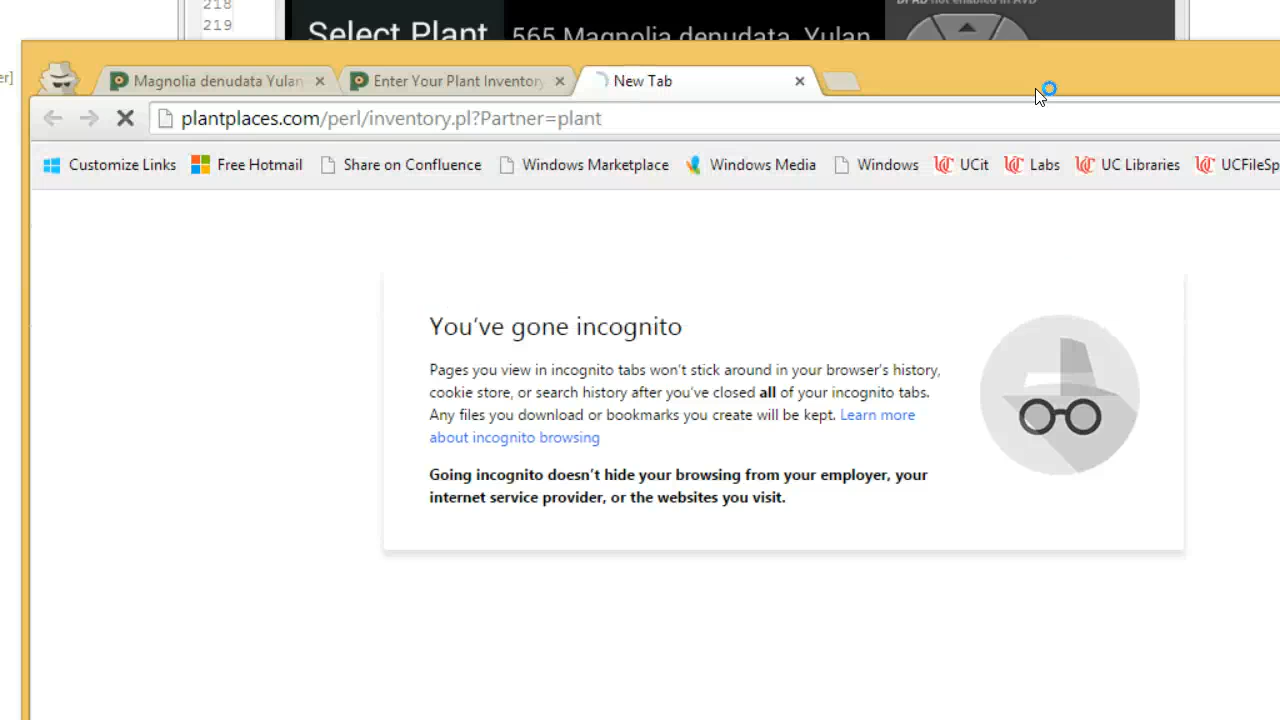 218
219
Select Plant
565 Magnolia denudata, Yulan
not enabled in AVD
er]
Magnolia denudata Yulan
Enter Your Plant Inventory
New Tab
plantplaces.com/perl/inventory.pl?Partner=plant
Customize Links
Free Hotmail
Share on Confluence
Windows Marketplace
Windows Media
Windows
UCit
Labs
UC Libraries
UCFileSp
You've gone incognito
Pages you view in incognito tabs won't stick around in your browser's history,
cookie store, or search history after you've closed all of your incognito tabs.
Any files you download or bookmarks you create will be kept. Learn more
about incognito browsing
Going incognito doesn't hide your browsing from your employer, your
internet service provider, or the websites you visit.